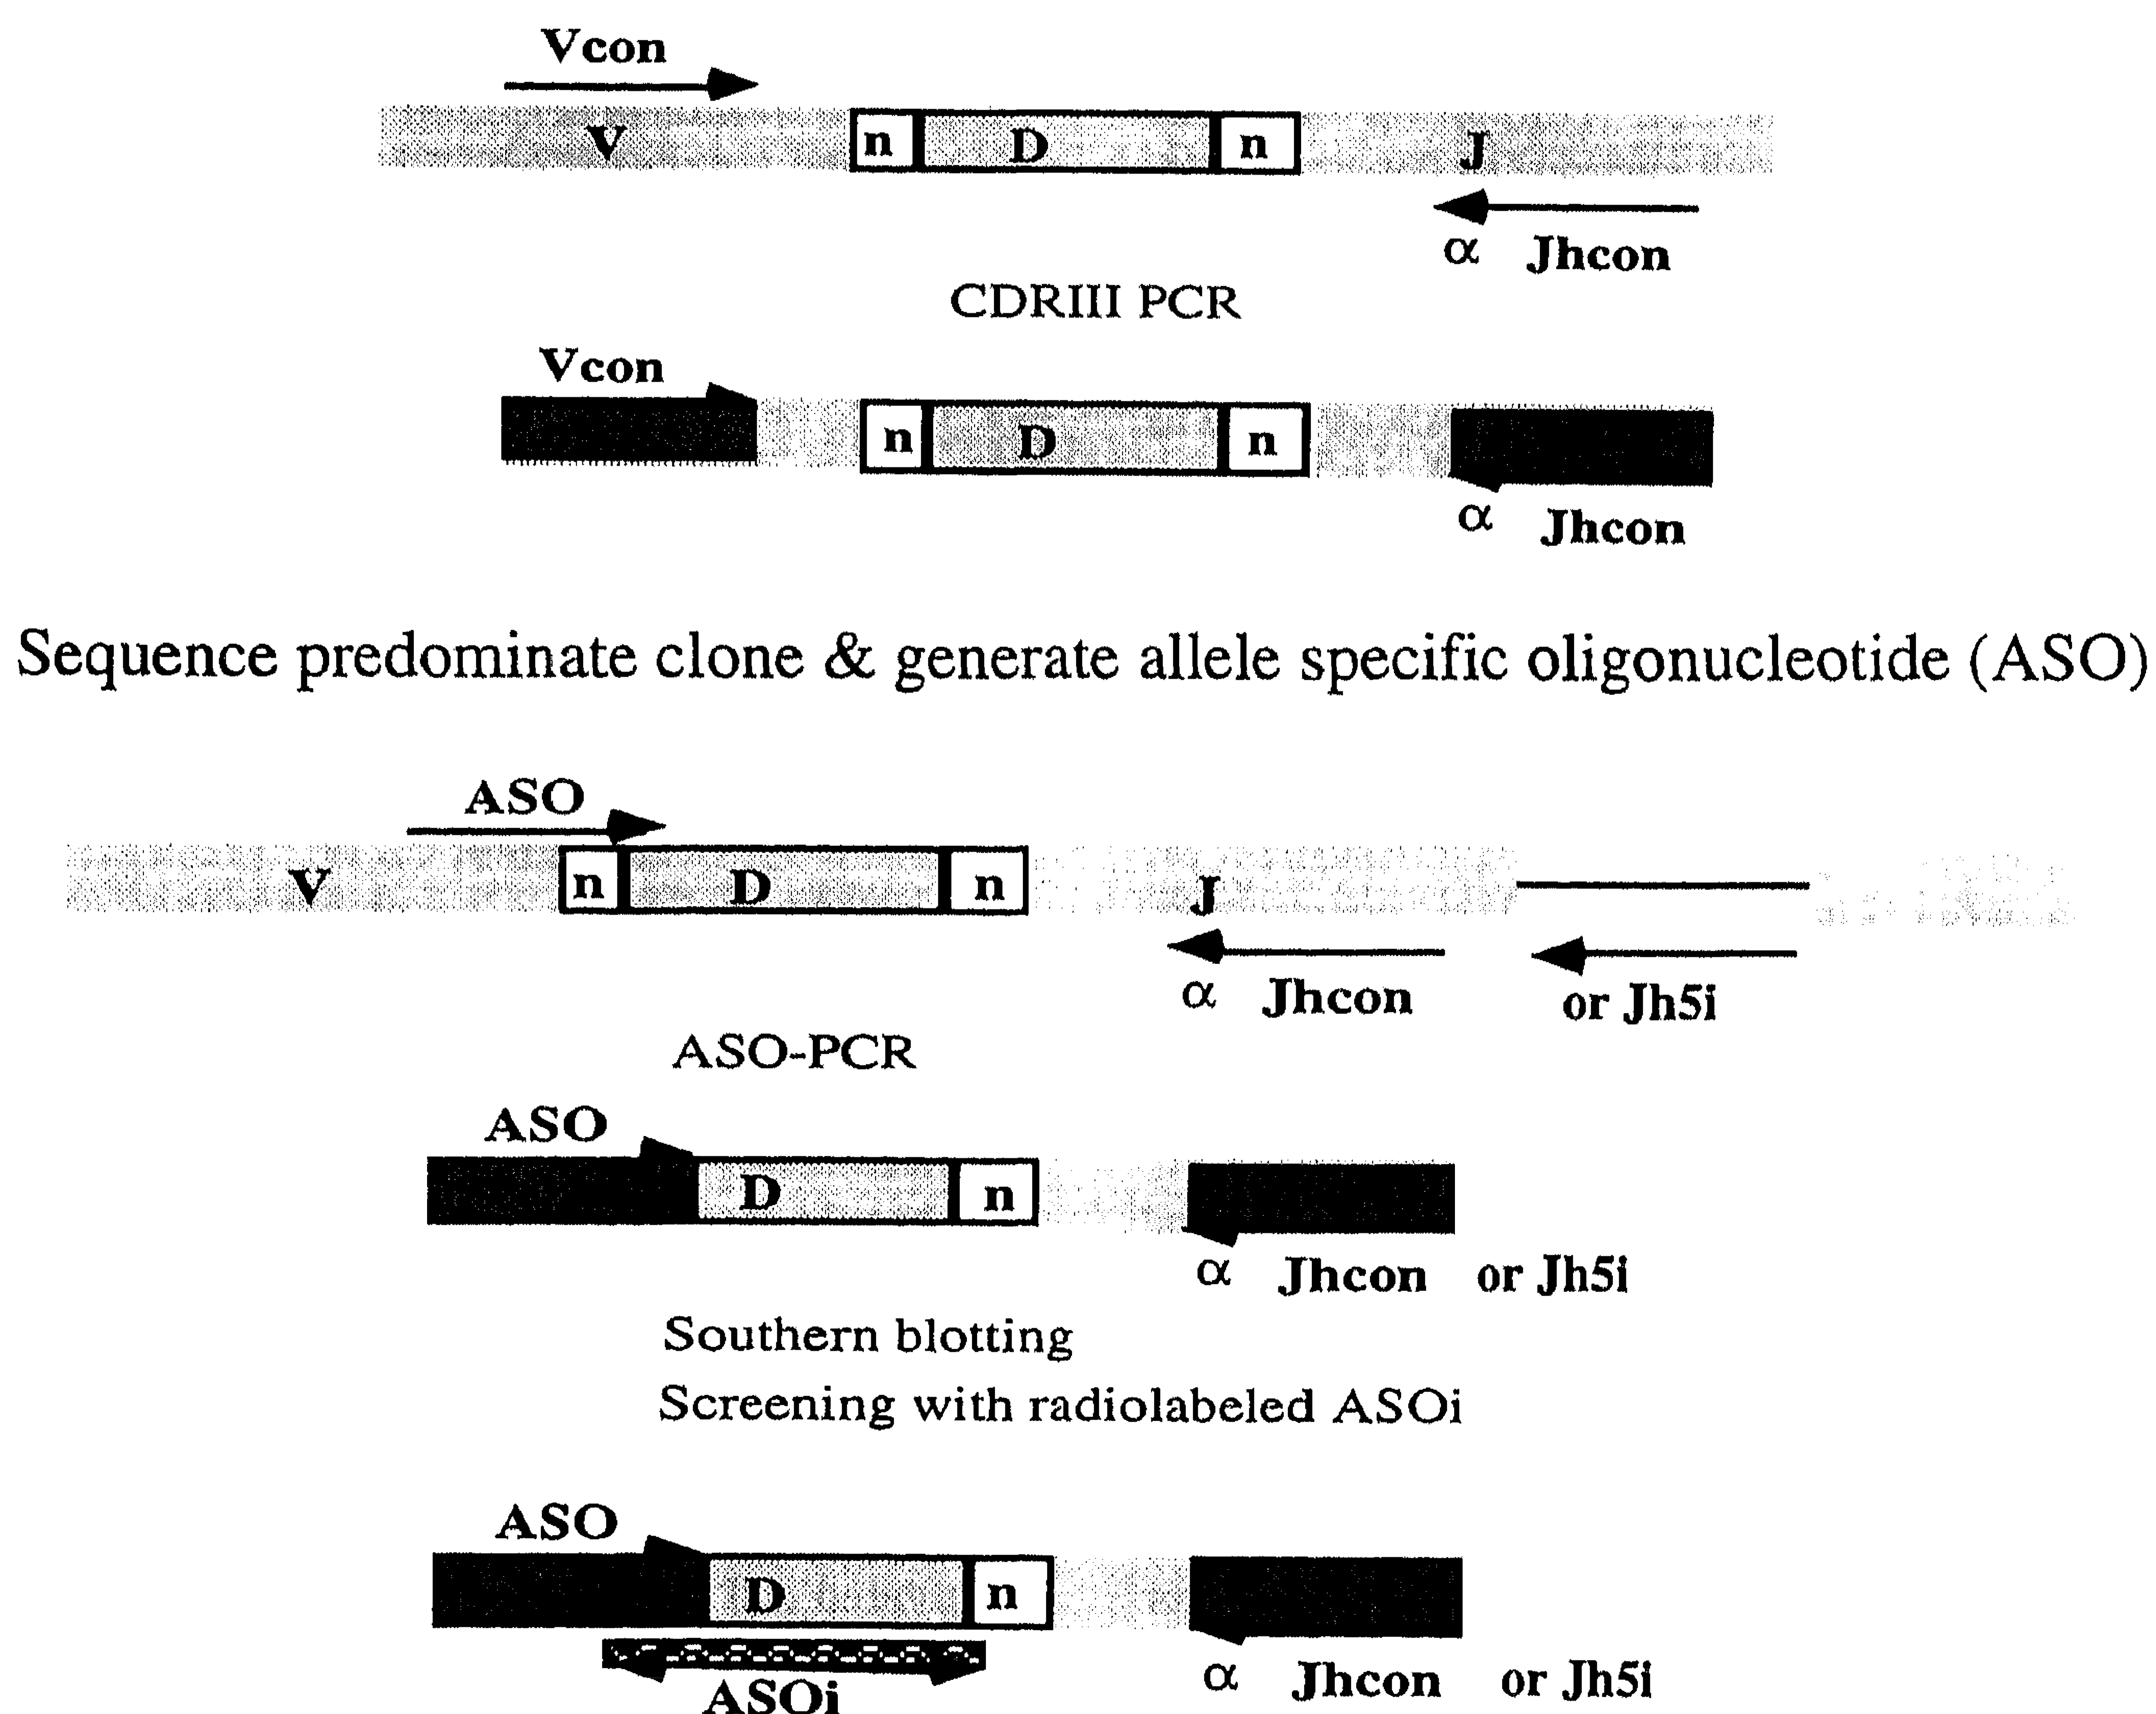 Vcon
V n D n J
α Jhcon
CDRIII PCR
Vcon
n D n
α Jhcon
Sequence predominate clone & generate allele specific oligonucleotide (ASO)
ASO
V n D n J
α Jhcon or Jh5i
ASO-PCR
ASO
D n
α Jhcon or Jh5i
Southern blotting
Screening with radiolabeled ASOi
ASO
D n
ASOi
α Jhcon or Jh5i